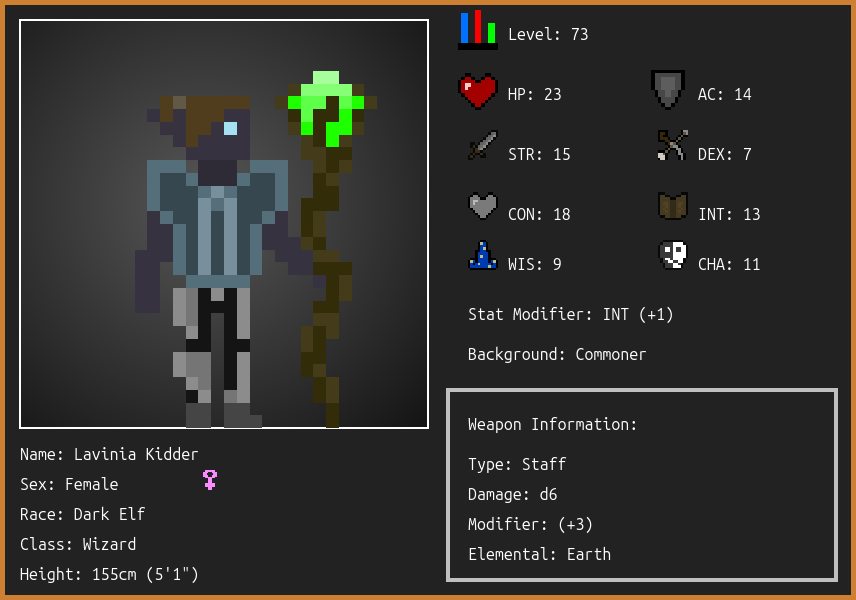 Level: 73
HP: 23
AC: 14
STR: 15
DEX: 7
CON: 18
INT: 13
WIS: 9
CHA: 11
Stat Modifier: INT (+1)
Background: Commoner
Weapon Information:
Type: Staff
Damage: d6
Modifier: (+3)
Elemental: Earth
Name: Lavinia Kidder
Sex: Female
Race: Dark Elf
Class: Wizard
Height: 155cm (5'1")